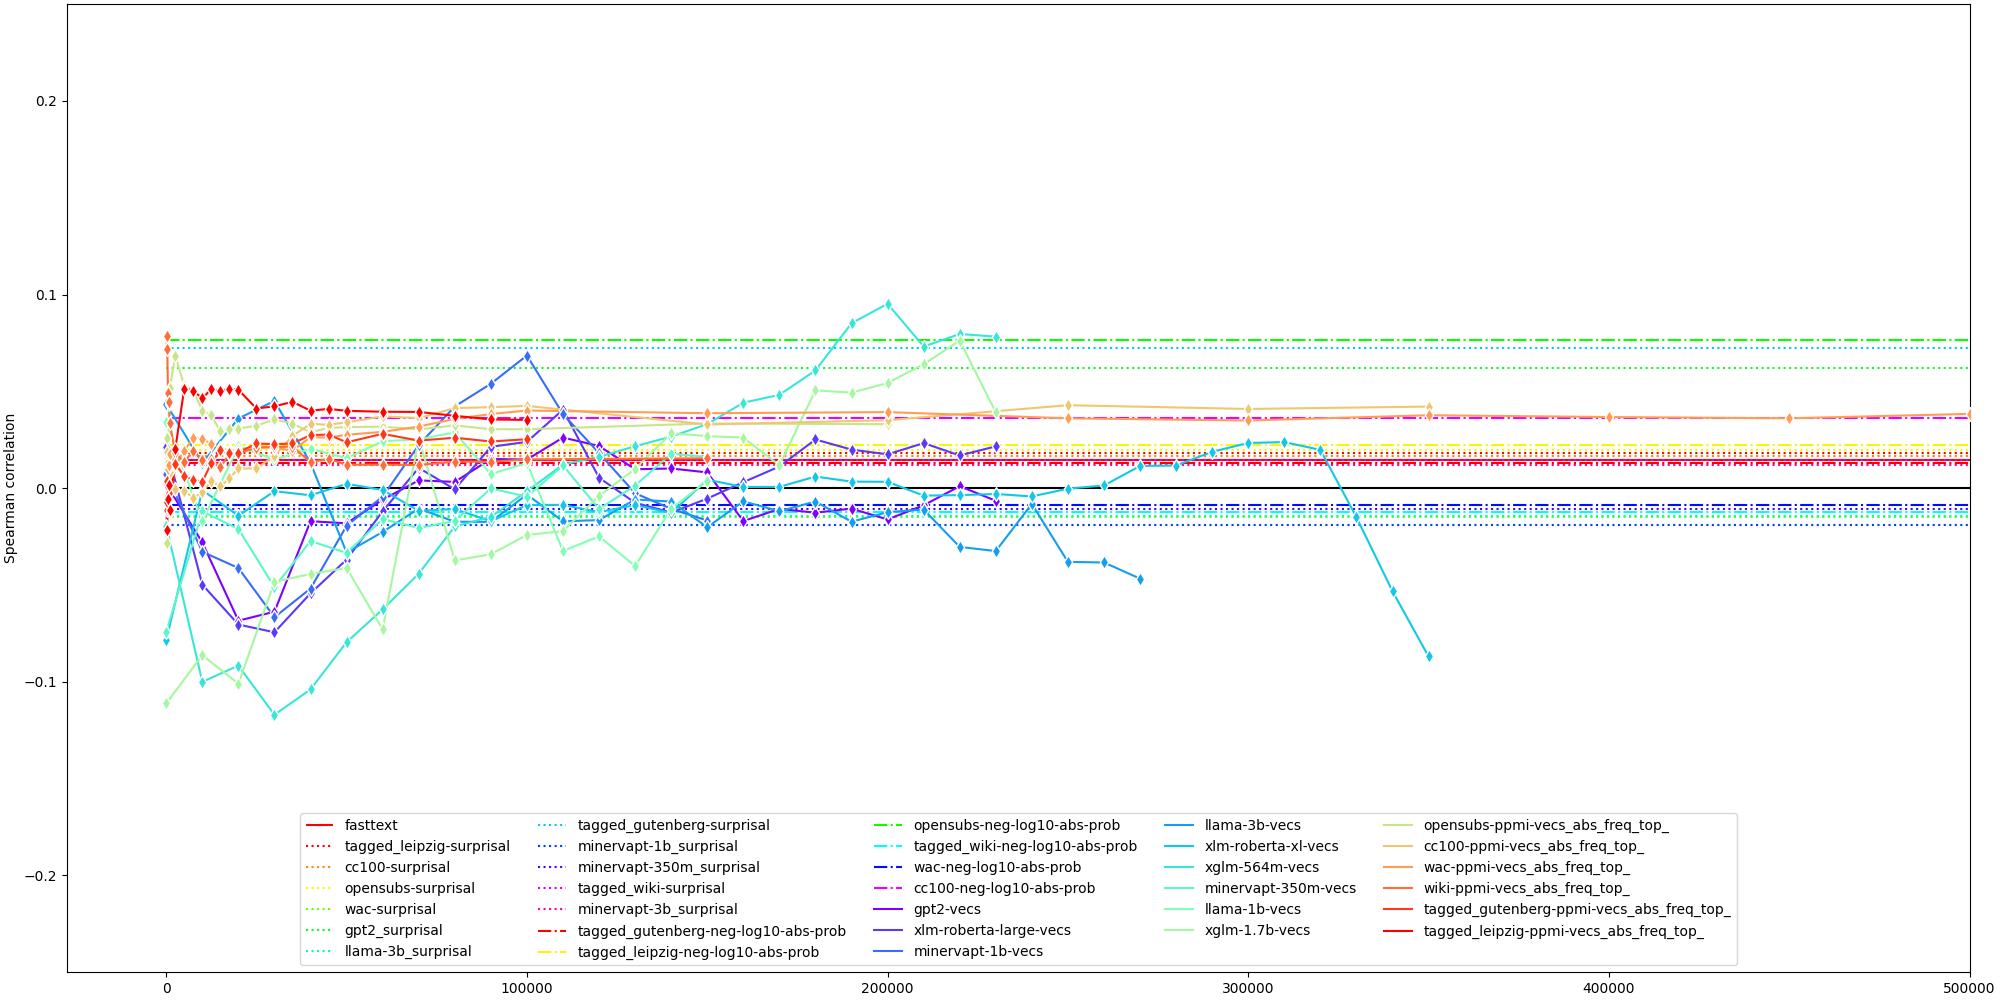 0.2
0.1
0.0
−0.1
−0.2
Spearman correlation
fasttext
tagged_leipzig-surprisal
cc100-surprisal
opensubs-surprisal
wac-surprisal
gpt2_surprisal
llama-3b_surprisal
tagged_gutenberg-surprisal
minervapt-1b_surprisal
minervapt-350m_surprisal
tagged_wiki-surprisal
minervapt-3b_surprisal
tagged_gutenberg-neg-log10-abs-prob
tagged_leipzig-neg-log10-abs-prob
opensubs-neg-log10-abs-prob
tagged_wiki-neg-log10-abs-prob
wac-neg-log10-abs-prob
cc100-neg-log10-abs-prob
gpt2-vecs
xlm-roberta-large-vecs
minervapt-1b-vecs
llama-3b-vecs
xlm-roberta-xl-vecs
xglm-564m-vecs
minervapt-350m-vecs
llama-1b-vecs
xglm-1.7b-vecs
opensubs-ppmi-vecs_abs_freq_top_
cc100-ppmi-vecs_abs_freq_top_
wac-ppmi-vecs_abs_freq_top_
wiki-ppmi-vecs_abs_freq_top_
tagged_gutenberg-ppmi-vecs_abs_freq_top_
tagged_leipzig-ppmi-vecs_abs_freq_top_
0 100000 200000 300000 400000 500000